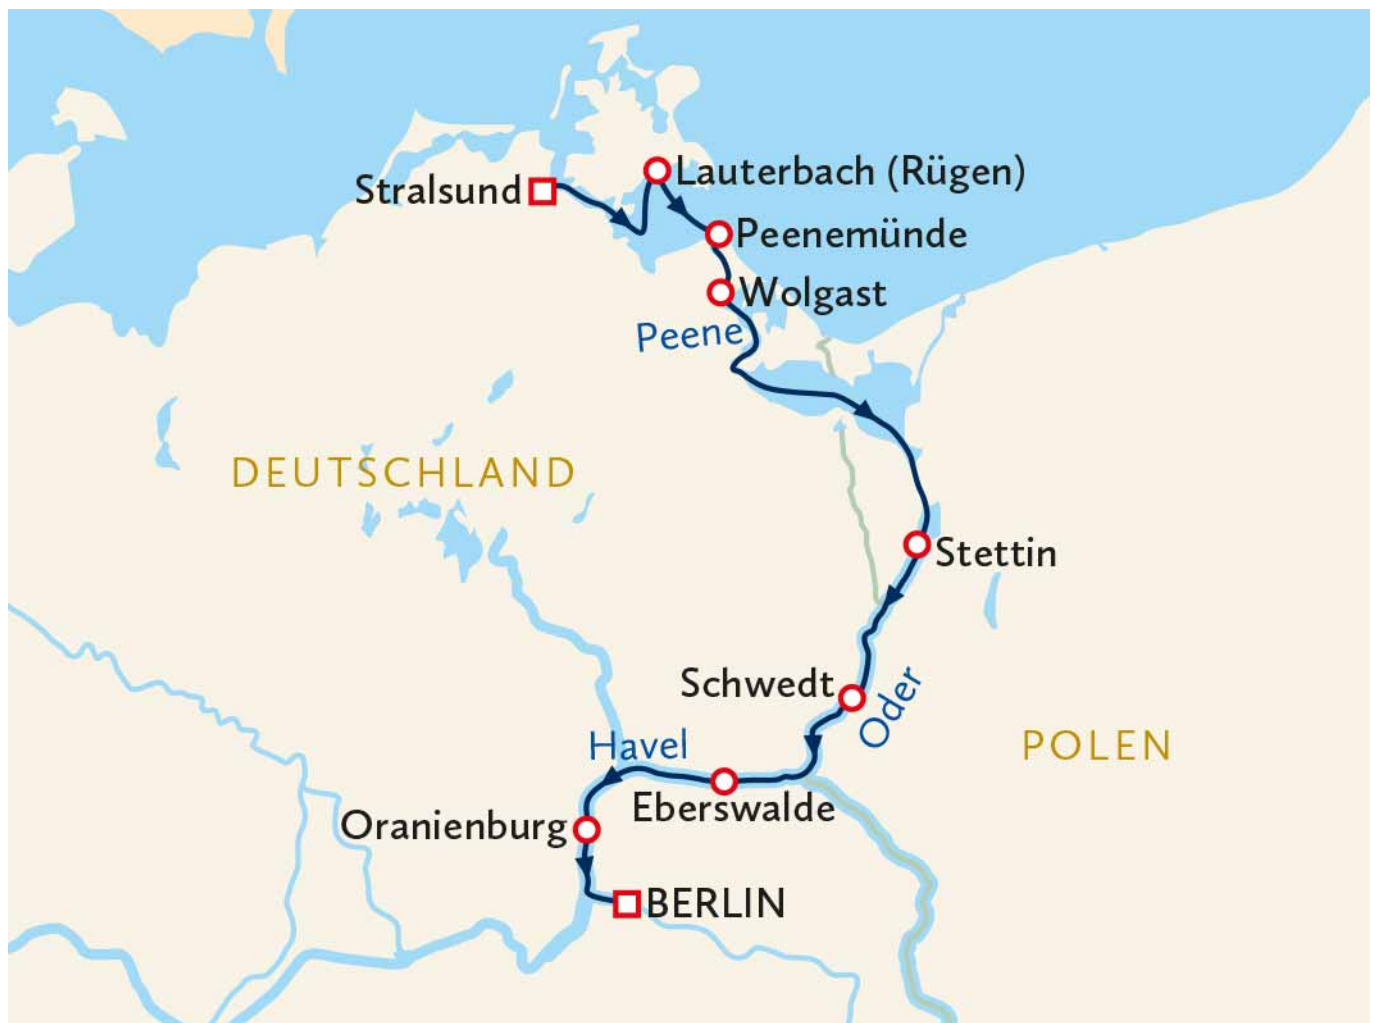 Lauterbach (Rügen)
Stralsund
Peenemünde
Wolgast
Peene
DEUTSCHLAND
Stettin
Schwedt
Oder
Havel
POLEN
Eberswalde
Oranienburg
BERLIN